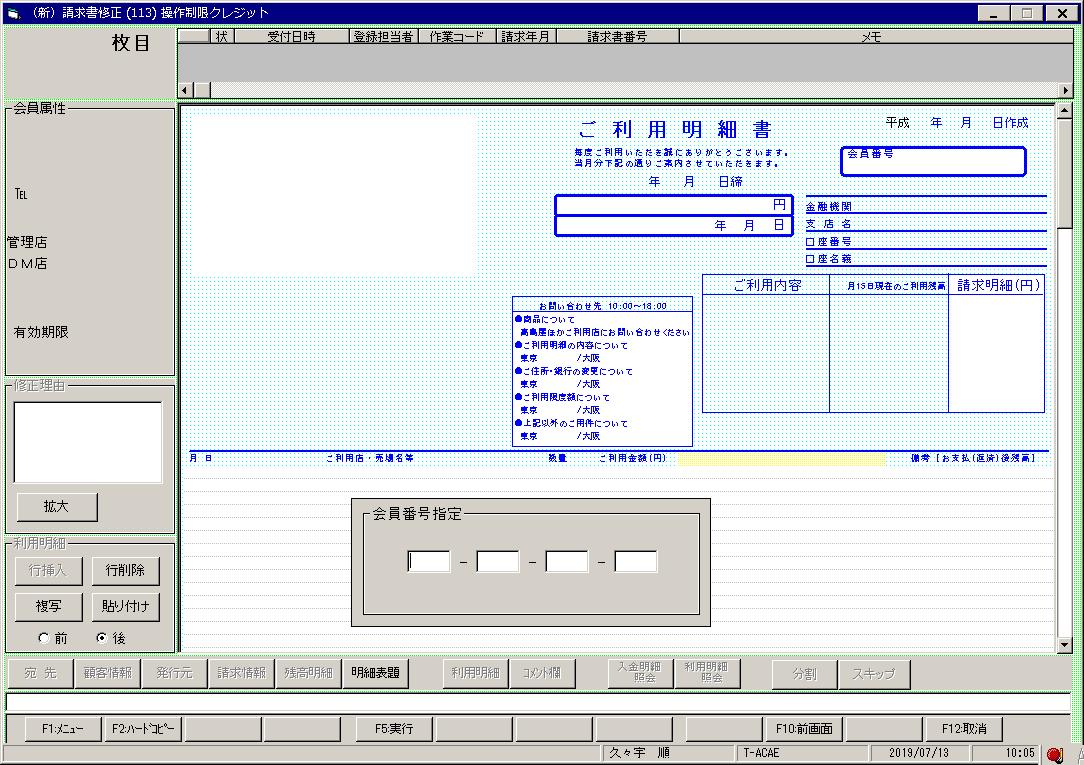 （新）請求書修正 (113) 操作制限クレジット
枚目
状 受付日時 登録担当者 作業コード 請求年月 請求書番号 メモ
会員属性
TEL
管理店
ＤＭ店
有効期限
修正理由
拡大
利用明細
行挿入 行削除
複写 貼り付け
前 後
ご利用明細書
毎度ご利用いただき誠にありがとうございます。
当月分下記の通りご案内させていただきます。
年 月 日締
円
年 月 日
平成 年 月 日作成
会員番号
金融機関
支店名
口座番号
口座名義
ご利用内容 月15日現在のご利用残高 請求明細(円)
お問い合わせ先 10:00～18:00
●商品について
高島屋ほかご利用店にお問い合わせください
●ご利用明細の内容について
東京 /大阪
●ご住所・銀行の変更について
東京 /大阪
●ご利用限度額について
東京 /大阪
●上記以外のご用件について
東京 /大阪
月 日 ご利用店・売場名等 数量 ご利用金額(円) 備考 [お支払(返済)後残高]
会員番号指定
－ － －
宛 先 顧客情報 発行元 請求情報 残高明細 明細表題 利用明細 コメント欄 入金明細照会 利用明細照会 分割 スキップ
F1:メニュー F2:ハードコピー F5:実行 F10:前画面 F12:取消
久々宇 順 T-ACAE 2019/07/13 10:05